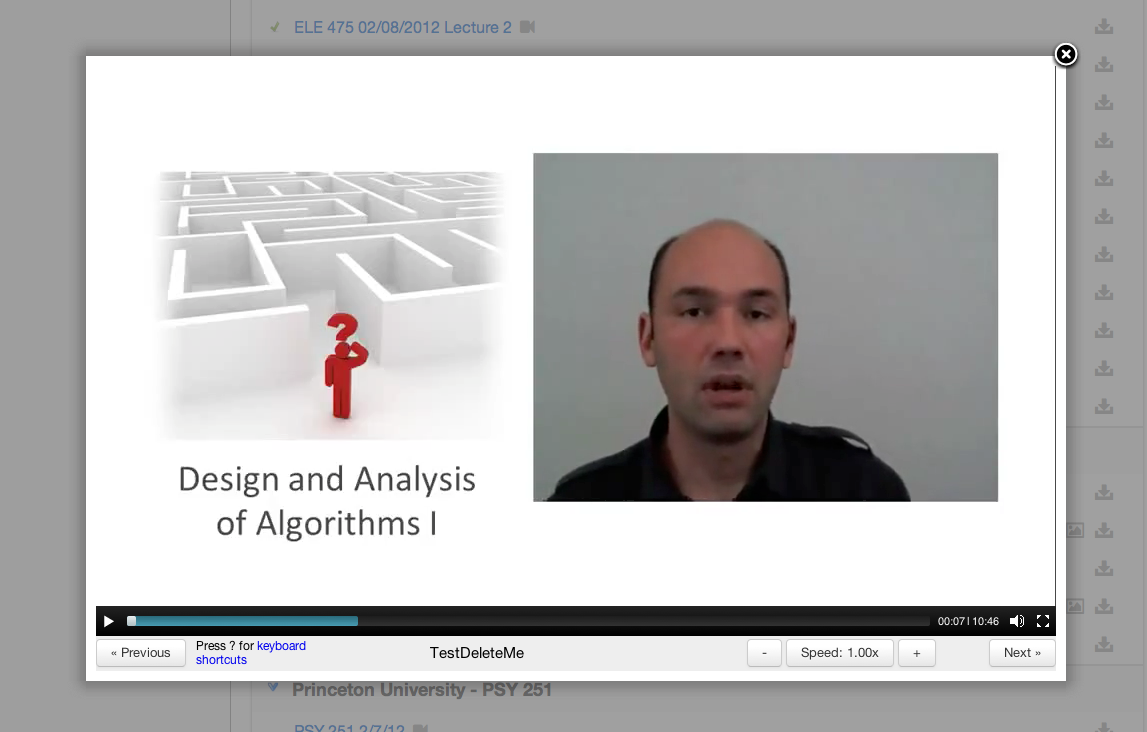 ELE 475 02/08/2012 Lecture 2
?
Design and Analysis
of Algorithms I
00:07 | 10:46
« Previous
Press ? for keyboard
shortcuts
TestDeleteMe
-
Speed: 1.00x
+
Next »
Princeton University - PSY 251
PSY 251 2/7/12